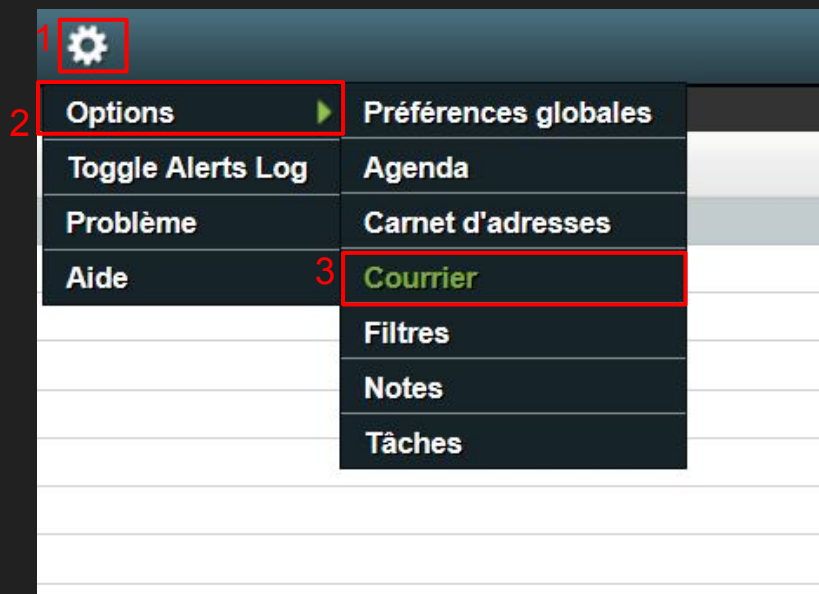 1
2
Options
Toggle Alerts Log
Problème
Aide
Préférences globales
Agenda
Carnet d'adresses
3
Courrier
Filtres
Notes
Tâches